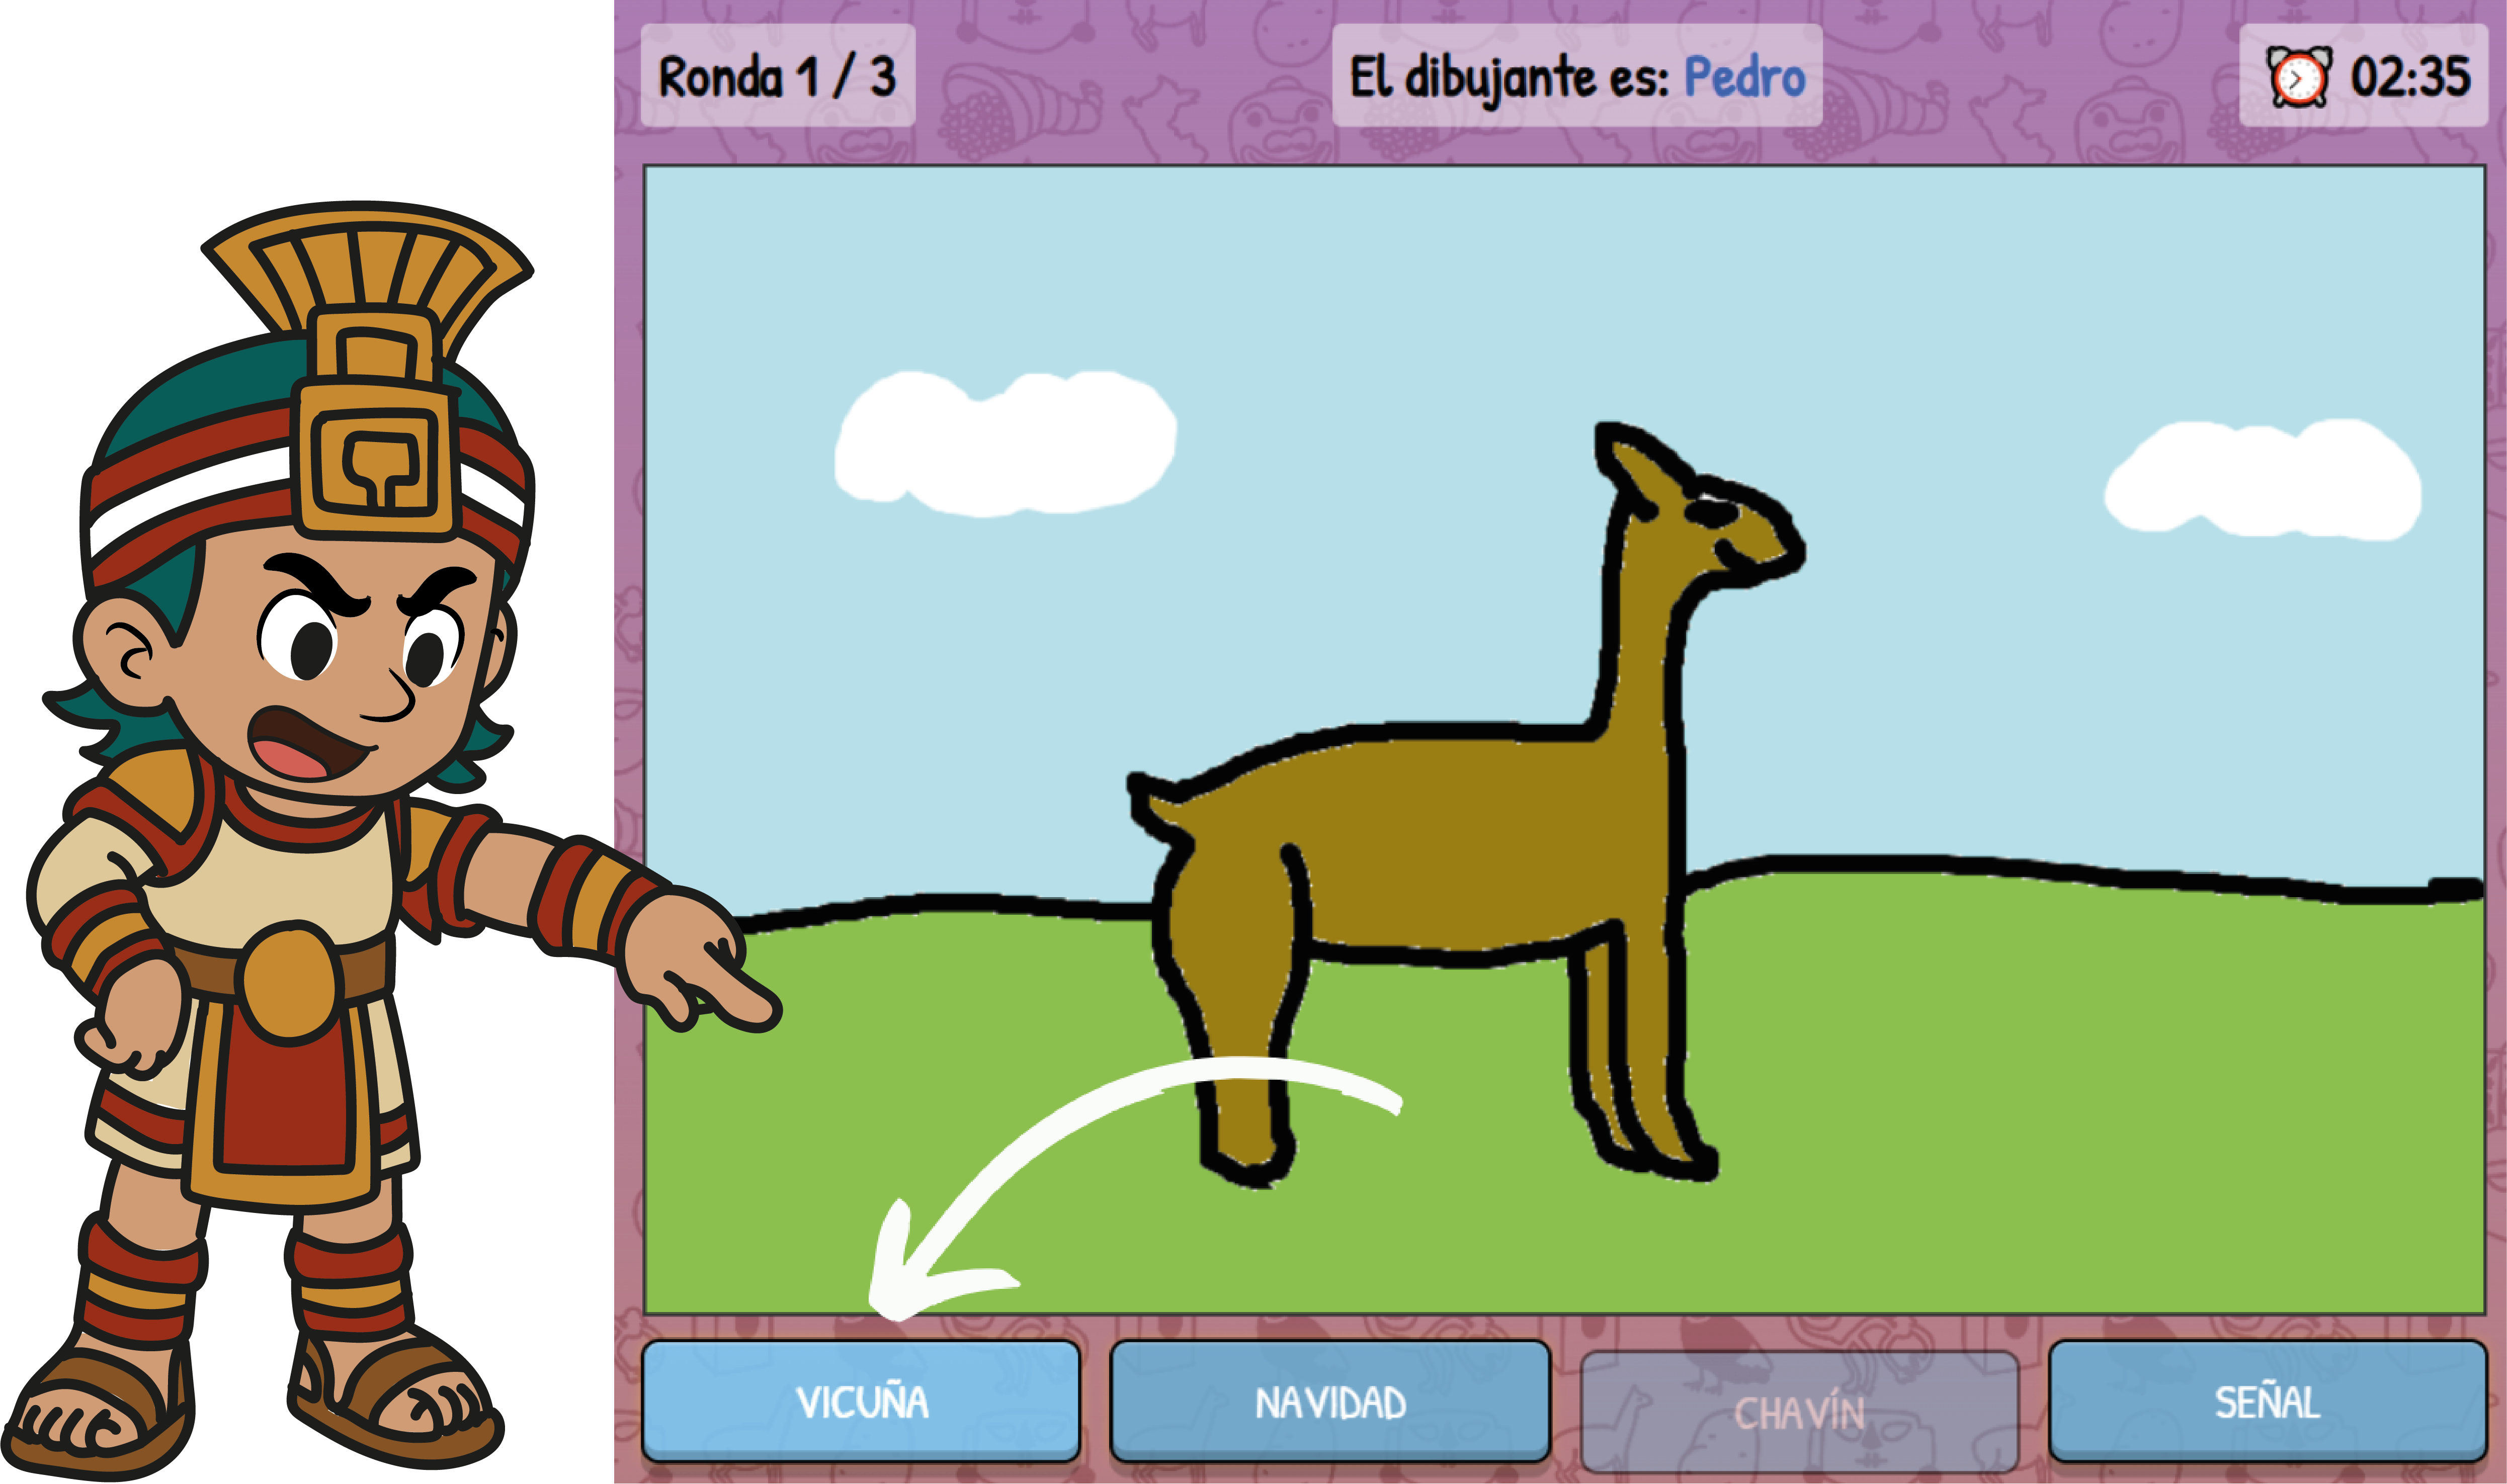 Ronda 1 / 3
El dibujante es: Pedro
02:35
VICUÑA
NAVIDAD
CHAVÍN
SEÑAL